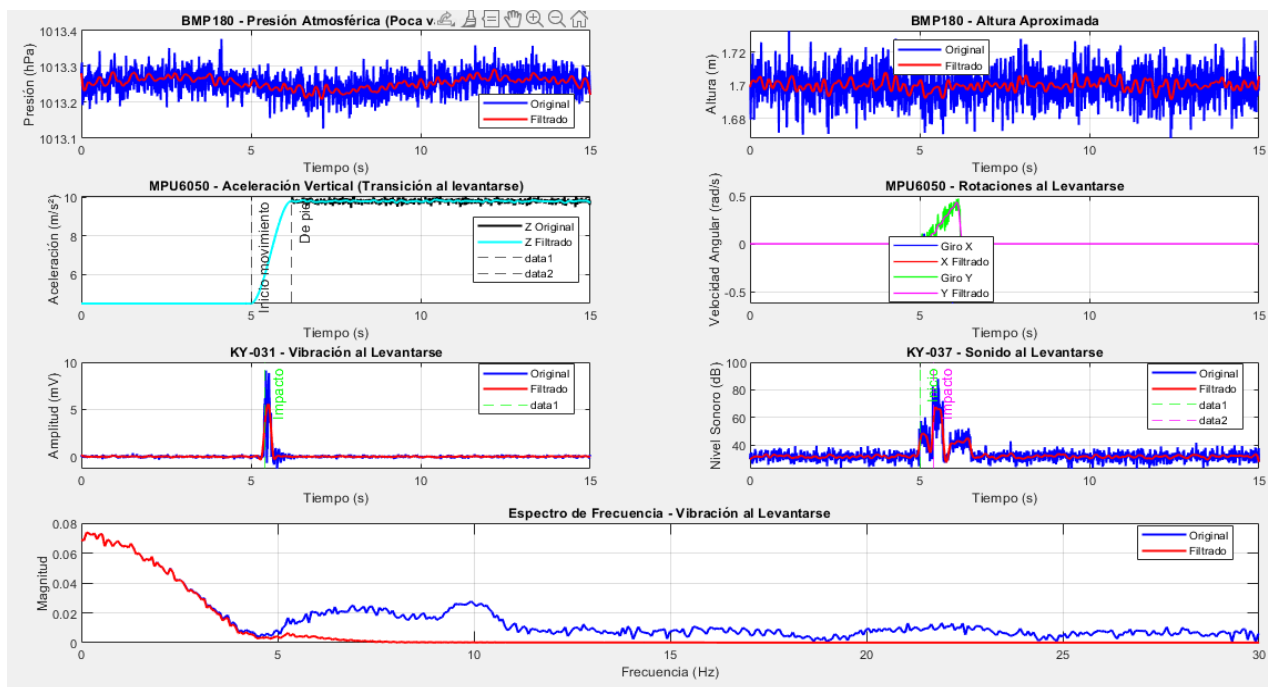 BMP180 - Presión Atmosférica (Poca v
1013.4
1013.3
1013.2
1013.1
Presión (hPa)
Original
Filtrado
0
5
10
15
Tiempo (s)
BMP180 - Altura Aproximada
1.72
1.7
1.68
Altura (m)
Original
Filtrado
0
5
10
15
Tiempo (s)
MPU6050 - Aceleración Vertical (Transición al levantarse)
10
8
6
Aceleración (m/s²)
Inicio movimiento
De pie
Z Original
Z Filtrado
data1
data2
0
5
10
15
Tiempo (s)
MPU6050 - Rotaciones al Levantarse
0.5
0
-0.5
Velocidad Angular (rad/s)
Giro X
X Filtrado
Giro Y
Y Filtrado
0
5
10
15
Tiempo (s)
KY-031 - Vibración al Levantarse
10
5
0
Amplitud (mV)
Impacto
Original
Filtrado
data1
0
5
10
15
Tiempo (s)
KY-037 - Sonido al Levantarse
100
80
60
40
Nivel Sonoro (dB)
Inicio
Impacto
Original
Filtrado
data1
data2
0
5
10
15
Tiempo (s)
Espectro de Frecuencia - Vibración al Levantarse
0.08
0.06
0.04
0.02
0
Magnitud
Original
Filtrado
0
5
10
15
20
25
30
Frecuencia (Hz)